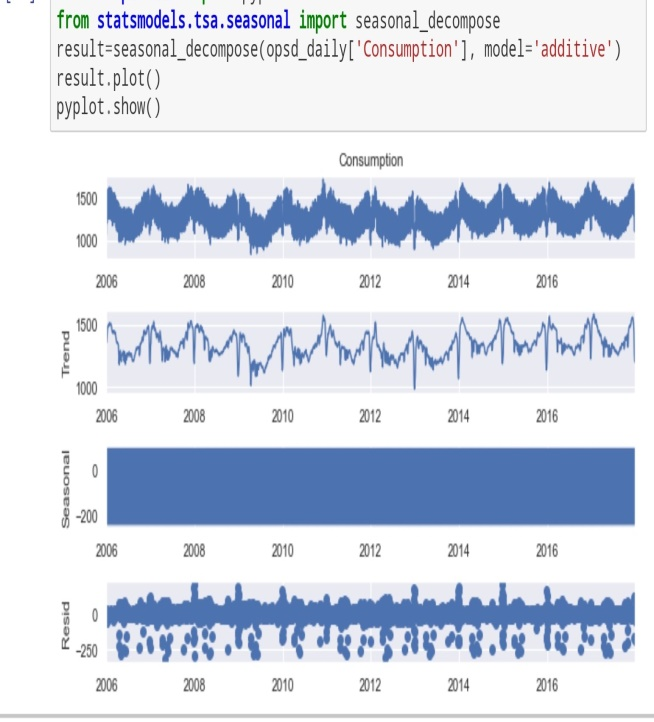 from statsmodels.tsa.seasonal import seasonal_decompose
result=seasonal_decompose(opsd_daily['Consumption'], model='additive')
result.plot()
pyplot.show()
Consumption
1500
1000
2006 2008 2010 2012 2014 2016
Trend
1500
1000
2006 2008 2010 2012 2014 2016
Seasonal
0
−200
2006 2008 2010 2012 2014 2016
Resid
0
−250
2006 2008 2010 2012 2014 2016